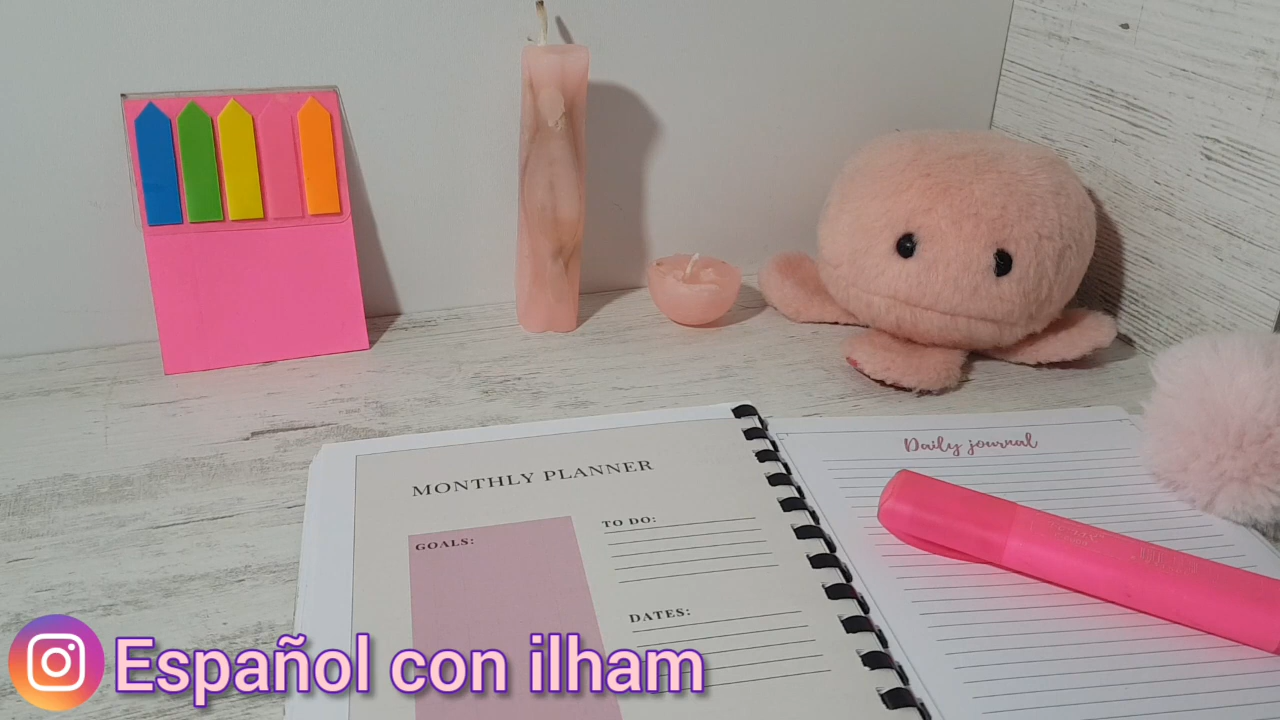 MONTHLY PLANNER
GOALS:
TO DO:
DATES:
Daily journal
Español con ilham